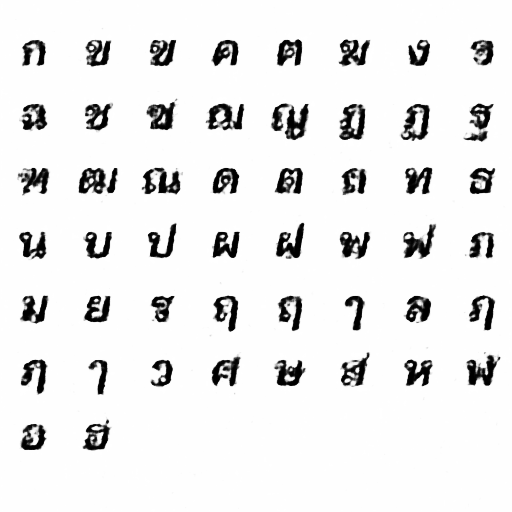 ก ข ฃ ค ฅ ฆ ง จ
ฉ ช ซ ฌ ญ ฎ ฏ ฐ
ฑ ฒ ณ ด ต ถ ท ธ
น บ ป ผ ฝ พ ฟ ภ
ม ย ร ฤ ฤ ๅ ล ฦ
ฦ ๅ ว ศ ษ ส ห ฬ
อ ฮ